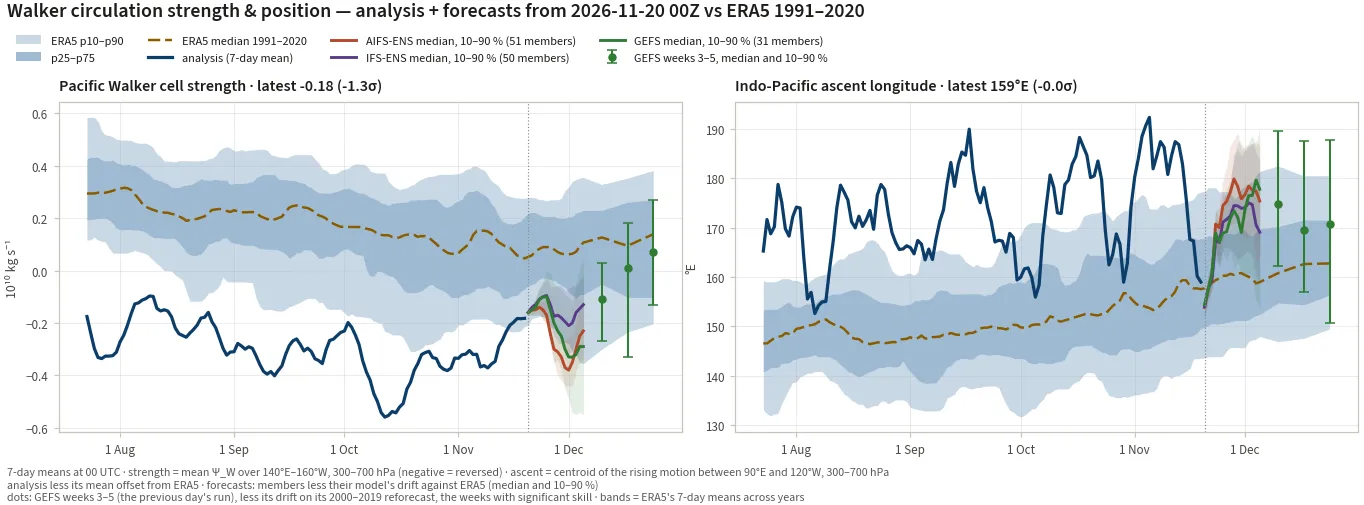 Walker circulation strength & position — analysis + forecasts from 2026-11-20 00Z vs ERA5 1991–2020
ERA5 p10–p90
ERA5 median 1991–2020
AIFS-ENS median, 10–90 % (51 members)
GEFS median, 10–90 % (31 members)
p25–p75
analysis (7-day mean)
IFS-ENS median, 10–90 % (50 members)
GEFS weeks 3–5, median and 10–90 %
Pacific Walker cell strength · latest -0.18 (-1.3σ)
0.6
0.4
0.2
0.0
−0.2
−0.4
−0.6
10¹⁰ kg s⁻¹
1 Aug
1 Sep
1 Oct
1 Nov
1 Dec
Indo-Pacific ascent longitude · latest 159°E (-0.0σ)
190
180
170
160
150
140
130
°E
1 Aug
1 Sep
1 Oct
1 Nov
1 Dec
7-day means at 00 UTC · strength = mean Ψ_W over 140°E–160°W, 300–700 hPa (negative = reversed) · ascent = centroid of the rising motion between 90°E and 120°W, 300–700 hPa
analysis less its mean offset from ERA5 · forecasts: members less their model's drift against ERA5 (median and 10–90 %)
dots: GEFS weeks 3–5 (the previous day's run), less its drift on its 2000–2019 reforecast, the weeks with significant skill · bands = ERA5's 7-day means across years